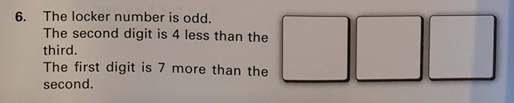 6. The locker number is odd.
The second digit is 4 less than the
third.
The first digit is 7 more than the
second.